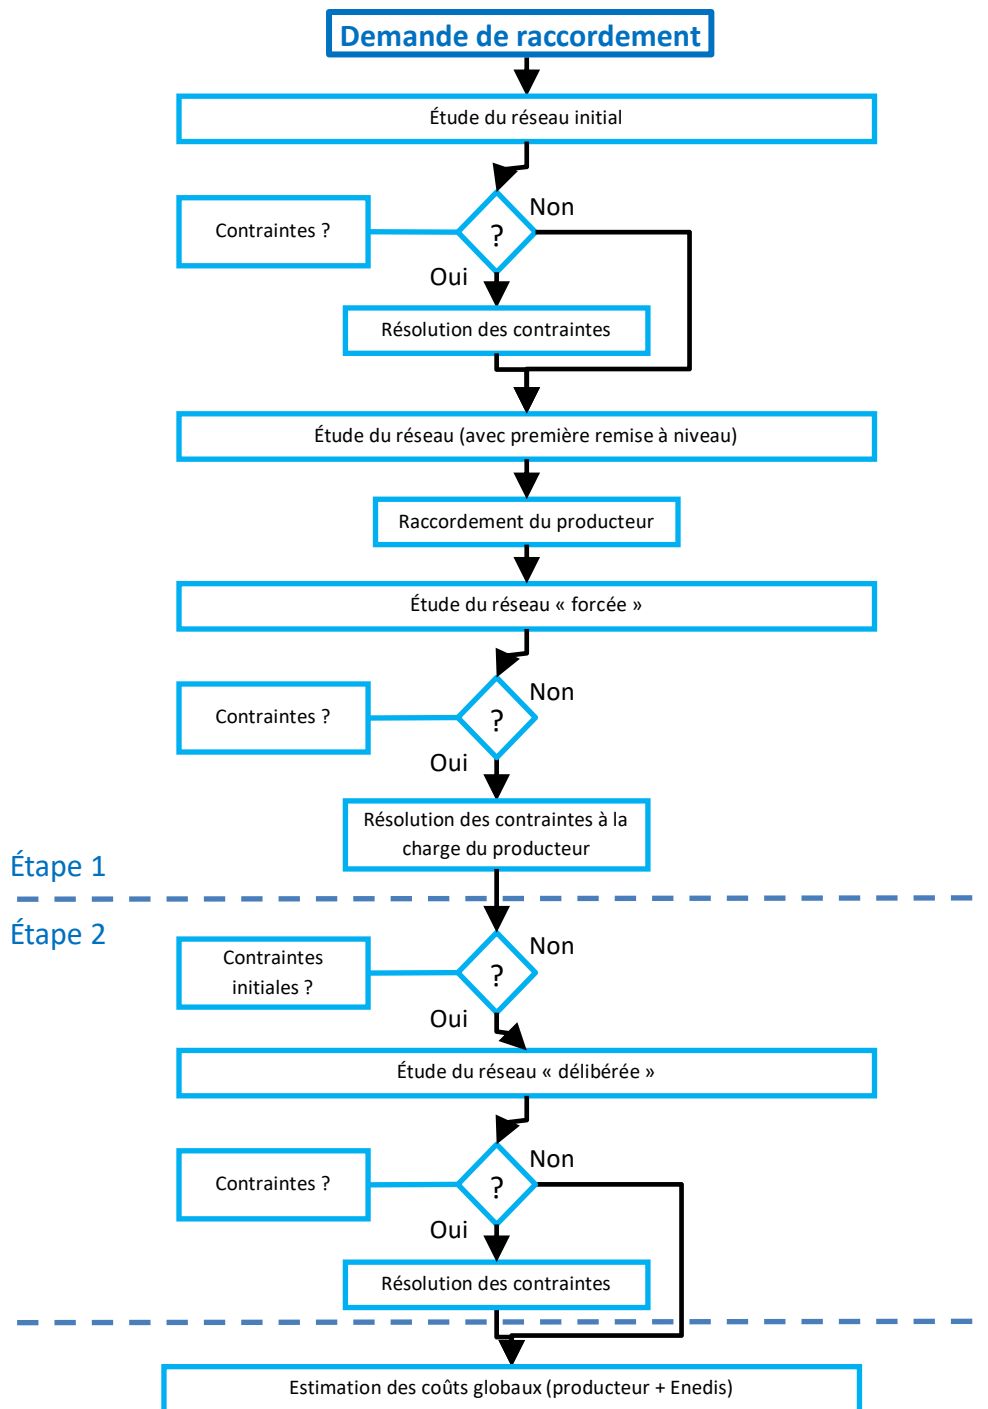 Demande de raccordement
Étude du réseau initial
Non
Contraintes ?
?
Oui
Résolution des contraintes
Étude du réseau (avec première remise à niveau)
Raccordement du producteur
Étude du réseau « forcée »
Non
Contraintes ?
?
Oui
Résolution des contraintes à la
charge du producteur
Étape 1
Étape 2
Non
Contraintes
initiales ?
?
Oui
Étude du réseau « délibérée »
Non
Contraintes ?
?
Oui
Résolution des contraintes
Estimation des coûts globaux (producteur + Enedis)